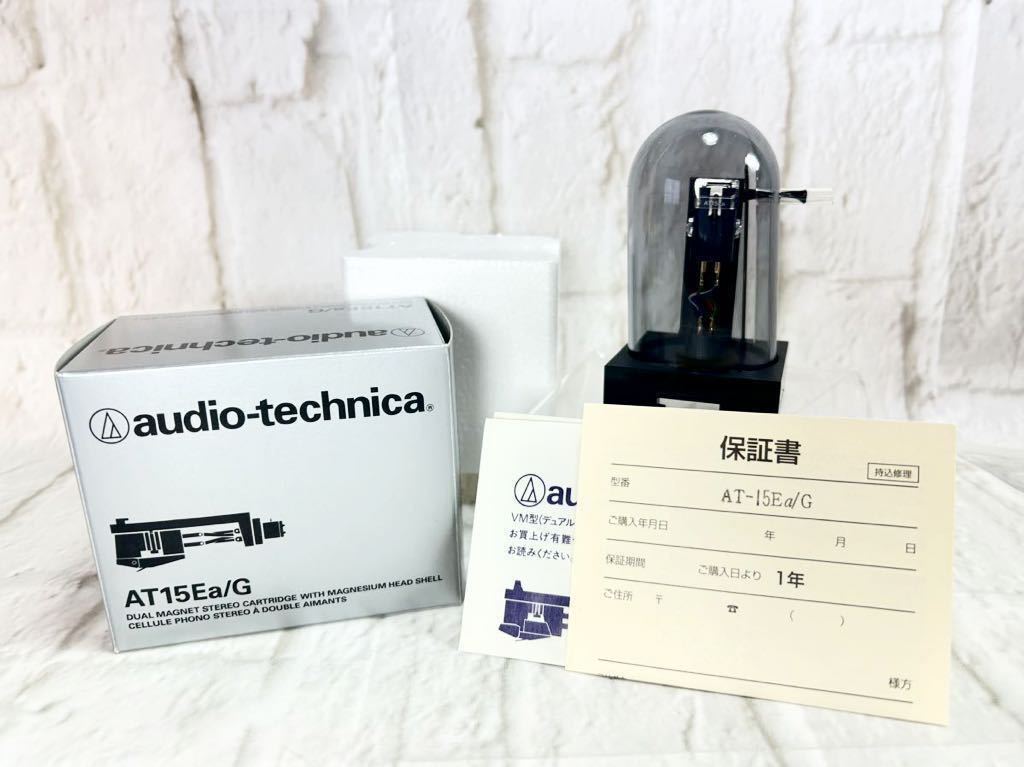 AT15Ea/G
audio-technica®
audio-technica®
AT15Ea/G
DUAL MAGNET STEREO CARTRIDGE WITH MAGNESIUM HEAD SHELL
CELLULE PHONO STEREO À DOUBLE AIMANTS
AT15Ea
au
VM型(デュアル
お買上げ有難
お読みください。
保証書
持込修理
型番 AT-15Ea/G
ご購入年月日 年 月 日
保証期間 ご購入日より 1年
ご住所 〒 ☎ ( )
様方